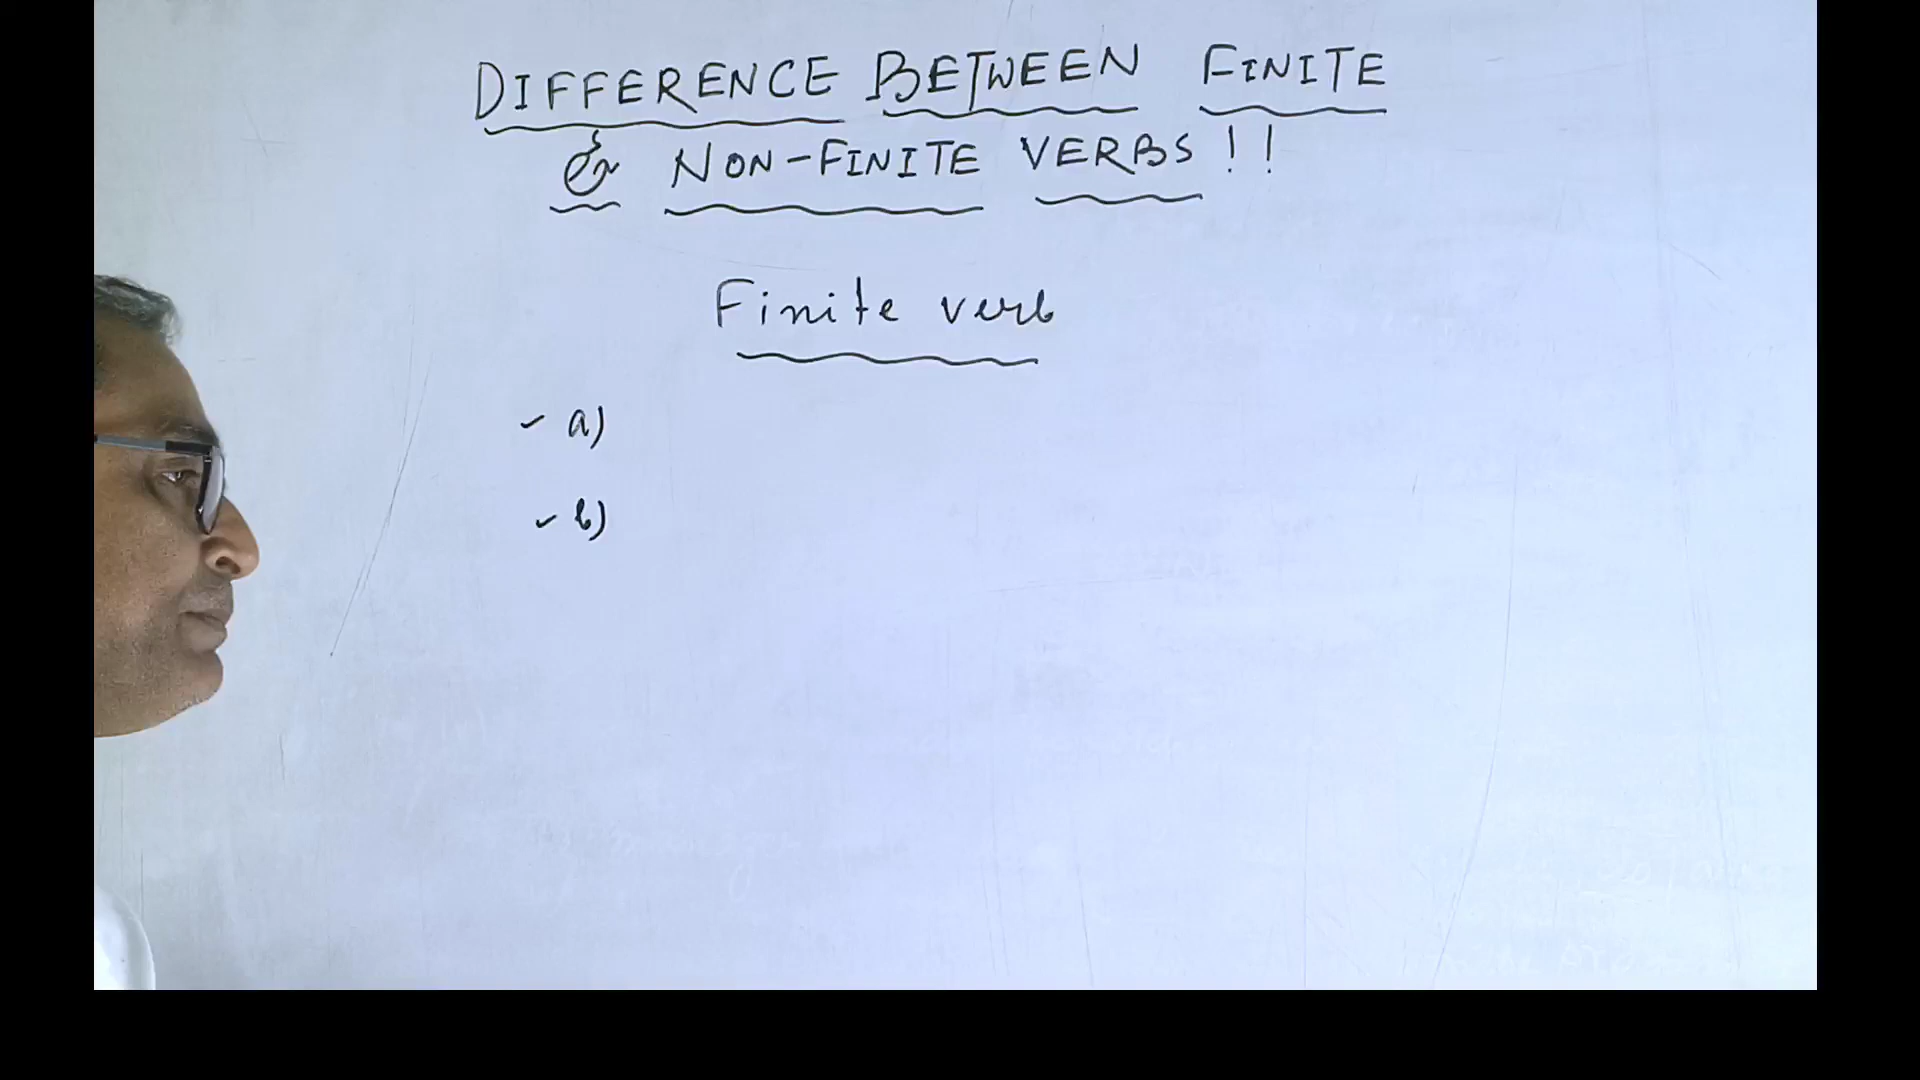 DIFFERENCE BETWEEN FINITE
& NON-FINITE VERBS!!
Finite verb
a)
b)